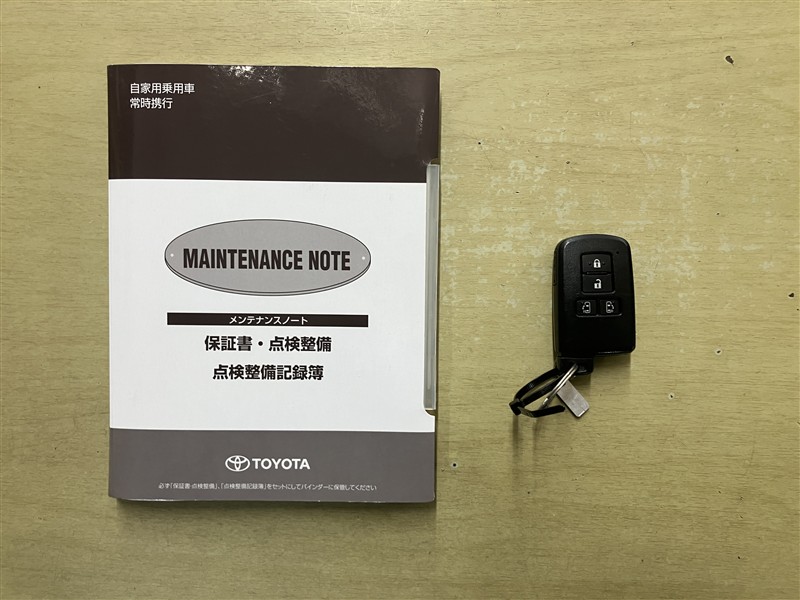 自家用乗用車
常時携行
MAINTENANCE NOTE
メンテナンスノート
保証書・点検整備
点検整備記録簿
TOYOTA
必ず「保証書・点検整備」、「点検整備記録簿」をセットにしてバインダーに保管してください